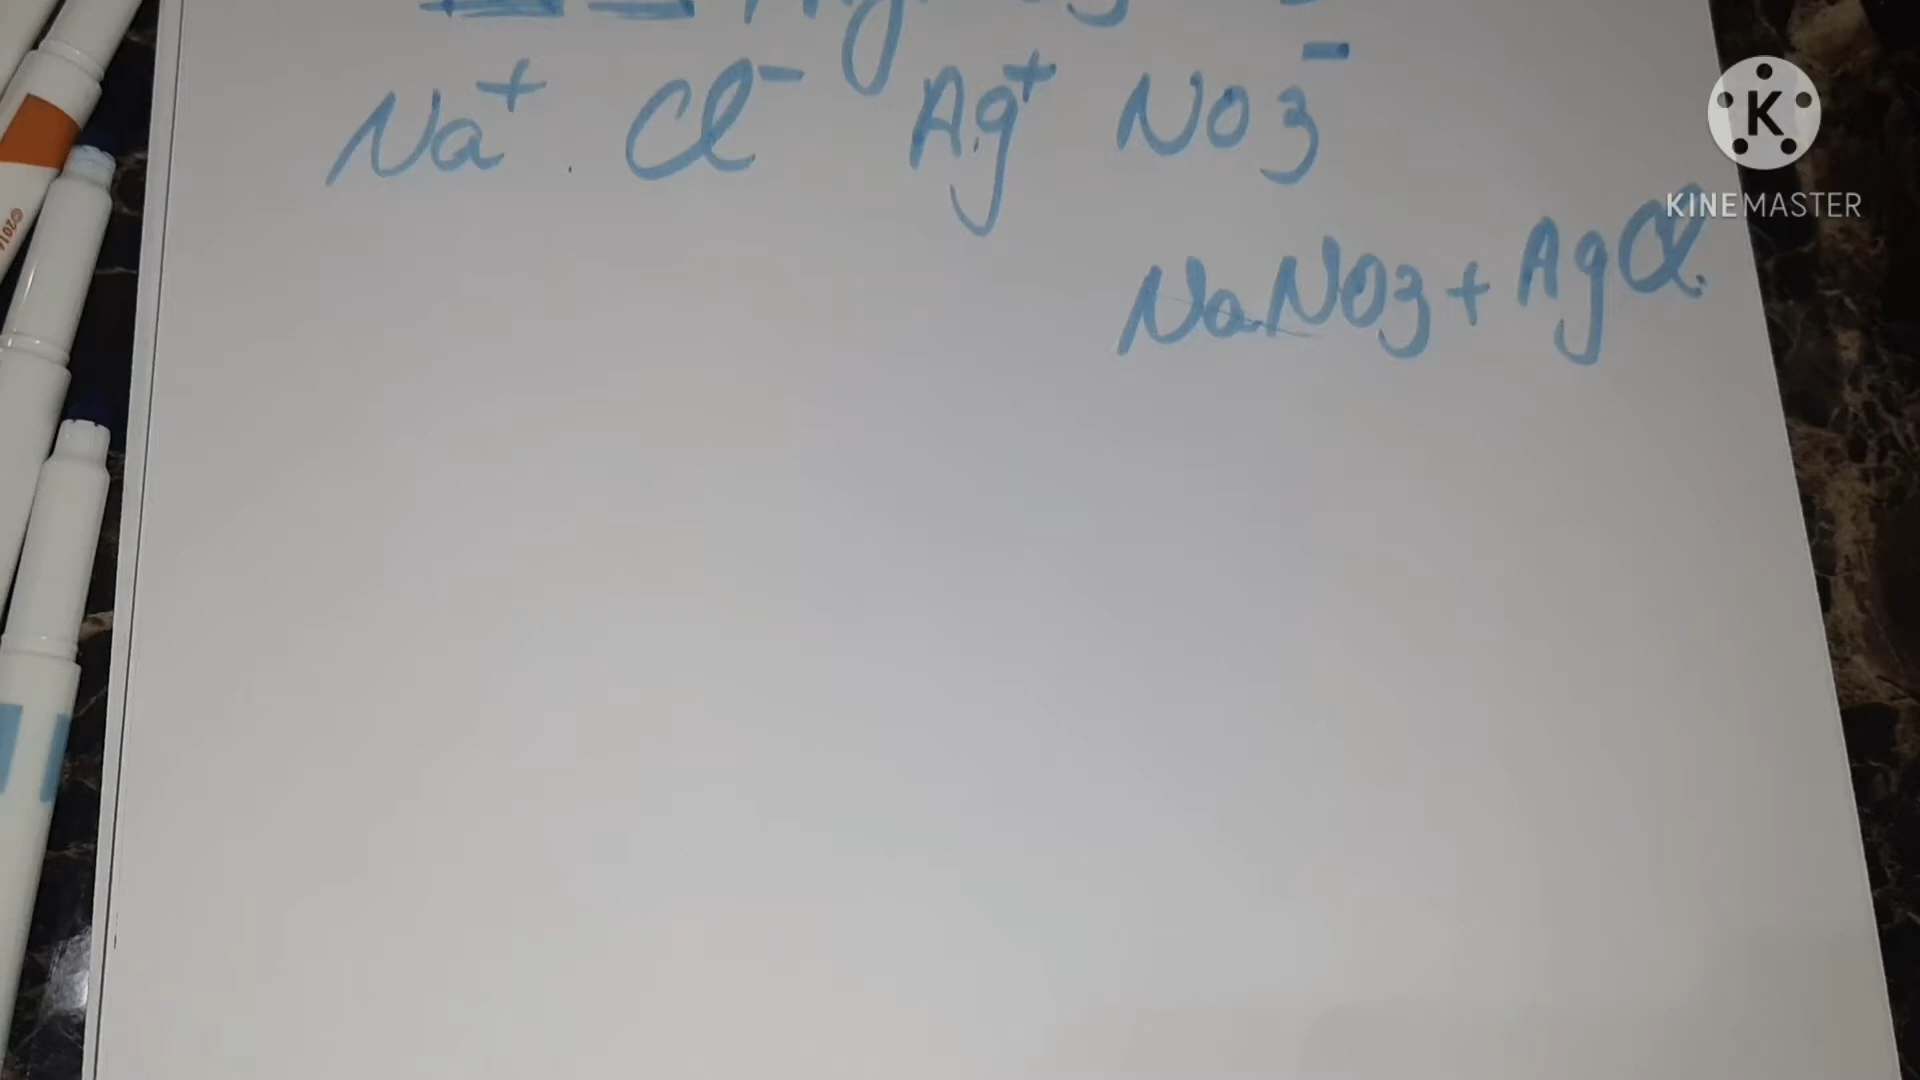 Na⁺ Cl⁻ Ag⁺ NO3⁻
K
KINEMASTER
NaNO3 + AgCl